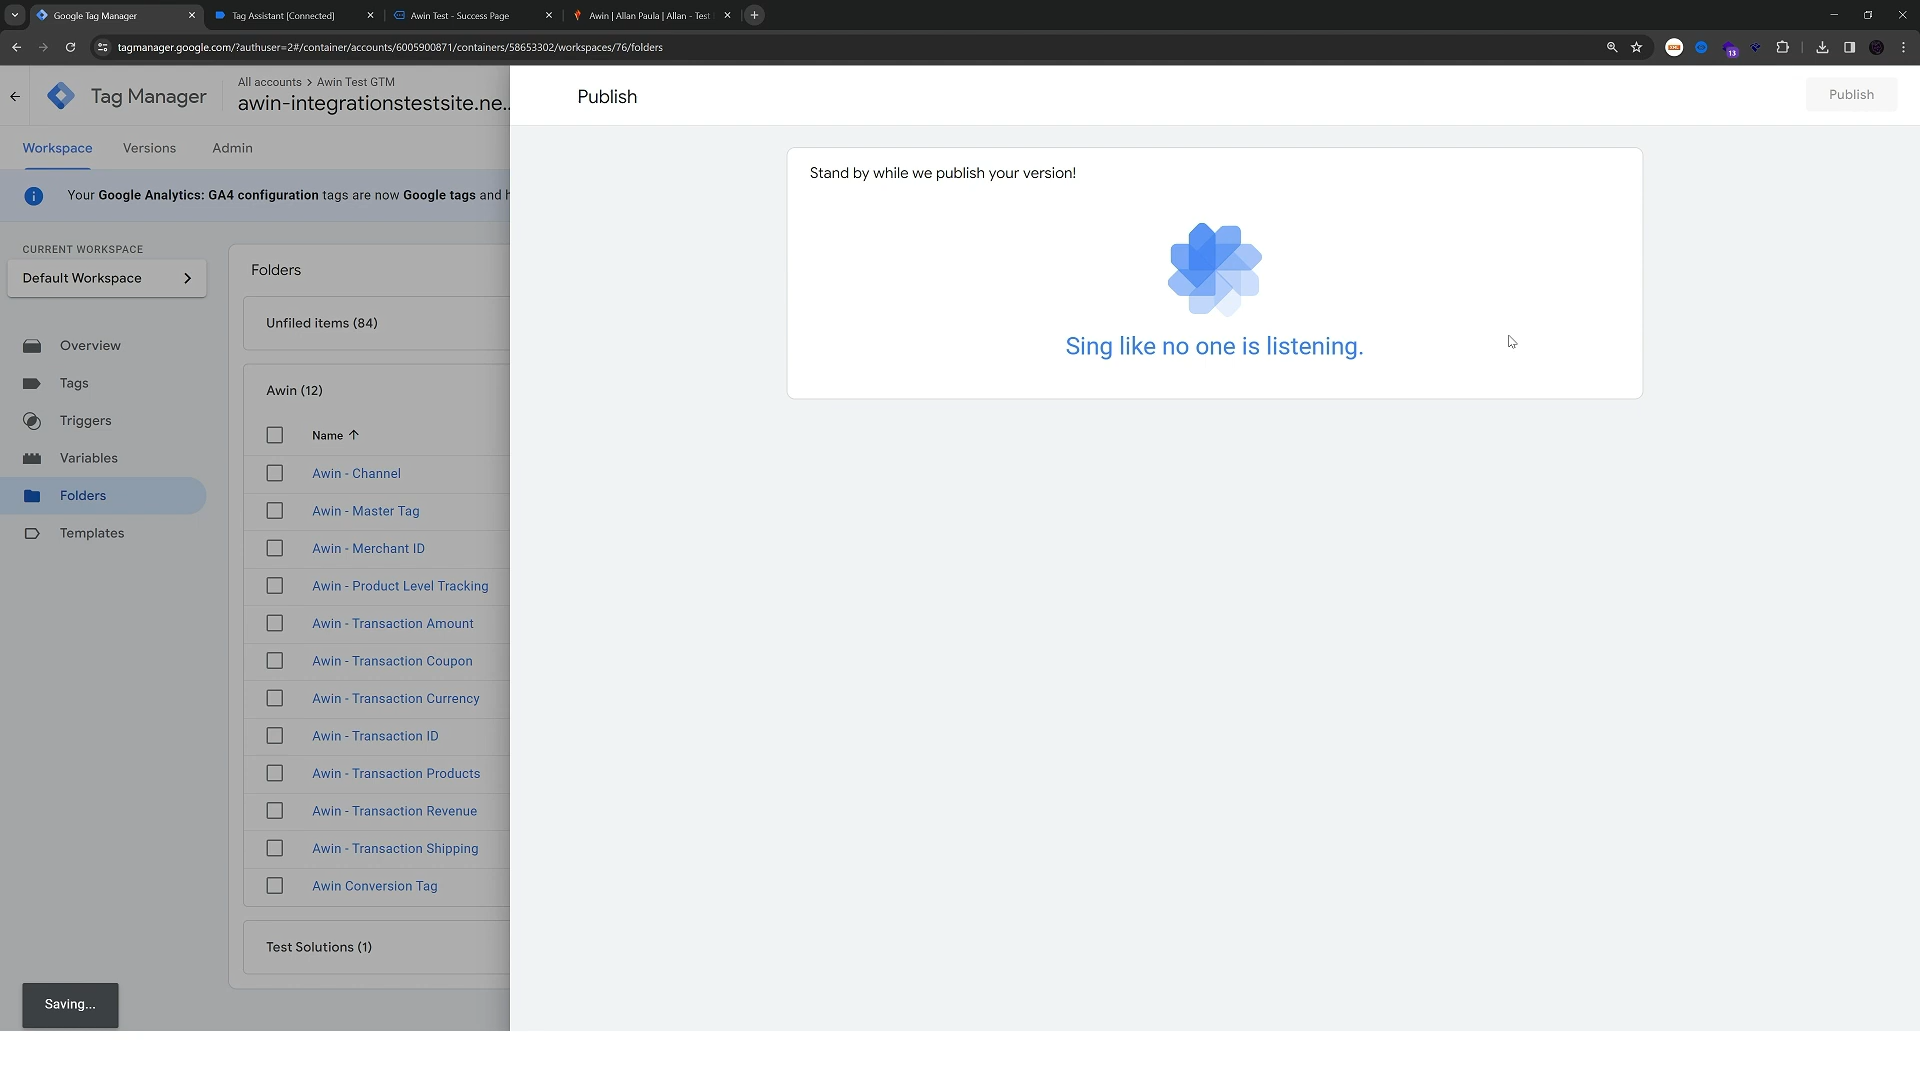 Google Tag Manager
Tag Assistant [Connected]
Awin Test - Success Page
Awin | Allan Paula | Allan - Test
tagmanager.google.com/?authuser=2#/container/accounts/6005900871/containers/58653302/workspaces/76/folders
13
Tag Manager
All accounts > Awin Test GTM
awin-integrationstestsite.ne...
Publish
Publish
Workspace
Versions
Admin
Your Google Analytics: GA4 configuration tags are now Google tags and h
Stand by while we publish your version!
Sing like no one is listening.
CURRENT WORKSPACE
Default Workspace
Overview
Tags
Triggers
Variables
Folders
Templates
Folders
Unfiled items (84)
Awin (12)
Name
Awin - Channel
Awin - Master Tag
Awin - Merchant ID
Awin - Product Level Tracking
Awin - Transaction Amount
Awin - Transaction Coupon
Awin - Transaction Currency
Awin - Transaction ID
Awin - Transaction Products
Awin - Transaction Revenue
Awin - Transaction Shipping
Awin Conversion Tag
Test Solutions (1)
Saving...